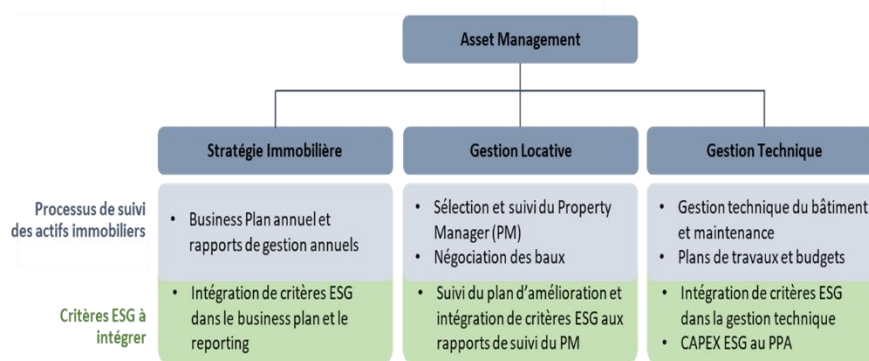 Asset Management
Stratégie Immobilière
Gestion Locative
Gestion Technique
Processus de suivi
des actifs immobiliers
• Business Plan annuel et
rapports de gestion annuels
• Sélection et suivi du Property
Manager (PM)
• Négociation des baux
• Gestion technique du bâtiment
et maintenance
• Plans de travaux et budgets
Critères ESG à
intégrer
• Intégration de critères ESG
dans le business plan et le
reporting
• Suivi du plan d'amélioration et
intégration de critères ESG aux
rapports de suivi du PM
• Intégration de critères ESG
dans la gestion technique
• CAPEX ESG au PPA